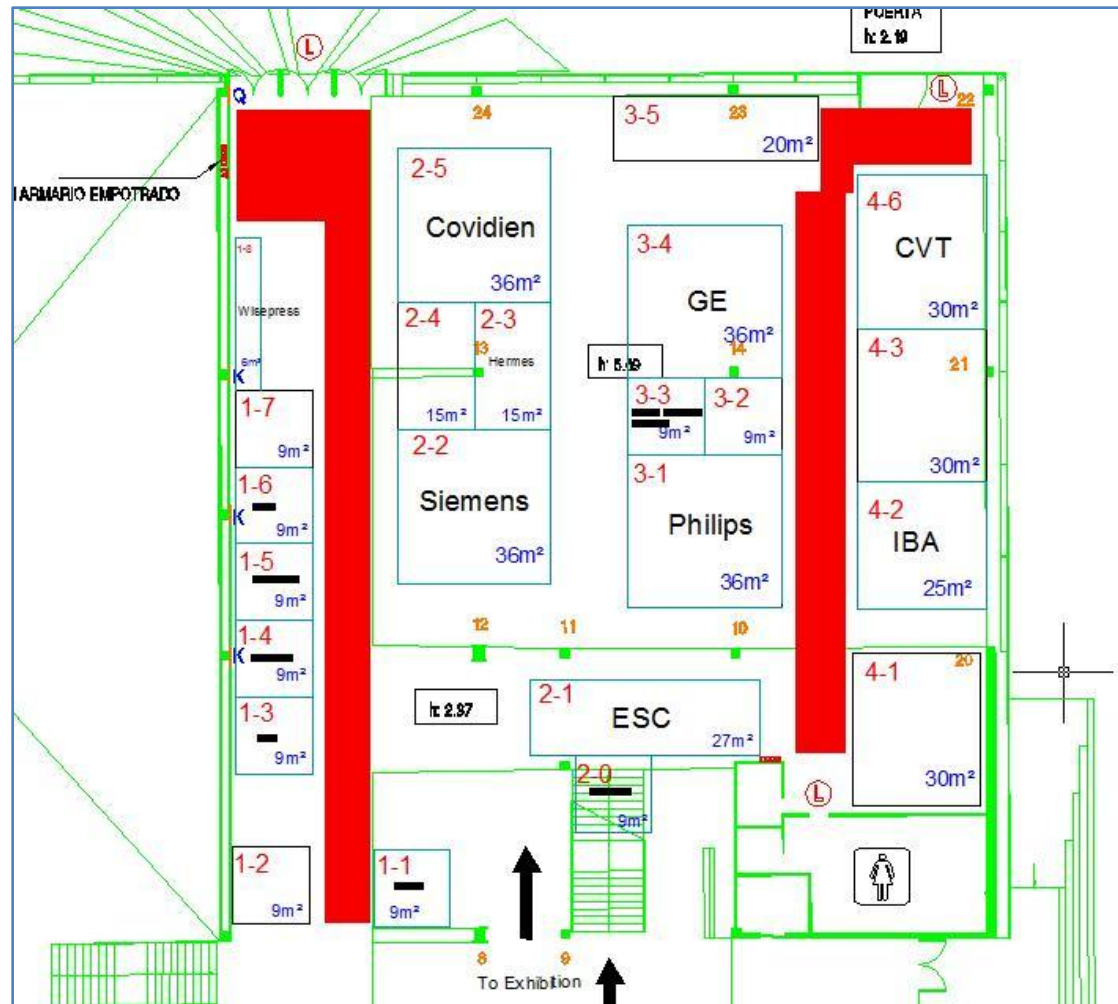 PUERTA
h: 2.19
L
L
Q
22
24
3-5
23
20m²
ARMARIO EMPOTRADO
2-5
4-6
Covidien
3-4
CVT
1-8
GE
36m²
30m²
Wisepress
2-4
2-3
36m²
4-3
13
Hermes
14
21
6m²
K
3-3
3-2
1-7
15m²
15m²
9m²
9m²
9m²
2-2
3-1
30m²
1-6
4-2
Siemens
Philips
K
IBA
9m²
1-5
36m²
36m²
25m²
9m²
1-4
12
11
10
K
20
9m²
2-1
4-1
1-3
ESC
27m²
9m²
2-0
L
30m²
9m²
1-2
1-1
9m²
9m²
8
9
To Exhibition